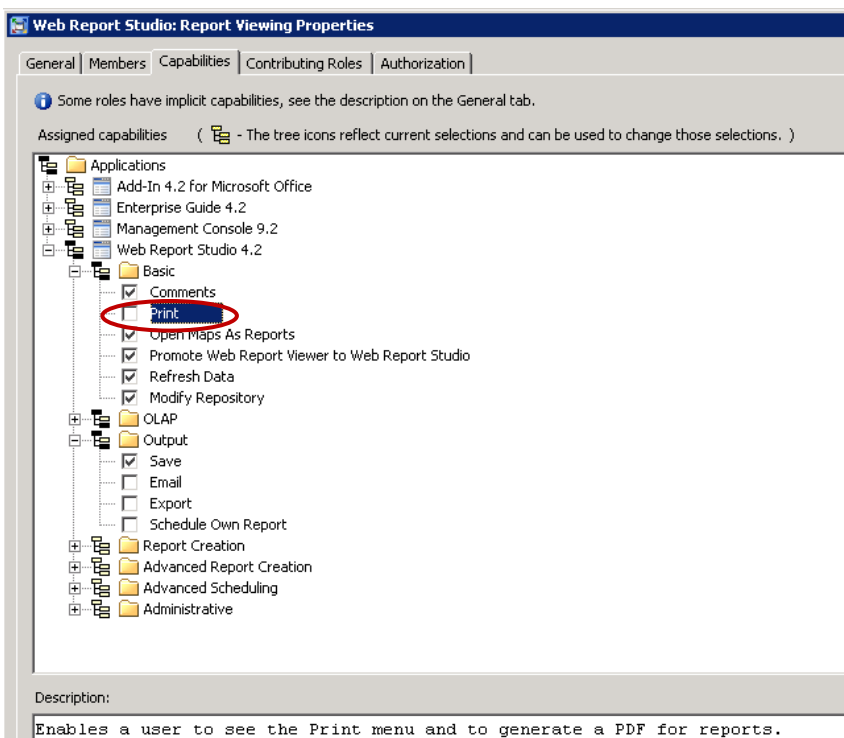 Web Report Studio: Report Viewing Properties
General Members Capabilities Contributing Roles Authorization
Some roles have implicit capabilities, see the description on the General tab.
Assigned capabilities ( - The tree icons reflect current selections and can be used to change those selections. )
Applications
Add-In 4.2 for Microsoft Office
Enterprise Guide 4.2
Management Console 9.2
Web Report Studio 4.2
Basic
Comments
Print
Open Maps As Reports
Promote Web Report Viewer to Web Report Studio
Refresh Data
Modify Repository
OLAP
Output
Save
Email
Export
Schedule Own Report
Report Creation
Advanced Report Creation
Advanced Scheduling
Administrative
Description:
Enables a user to see the Print menu and to generate a PDF for reports.